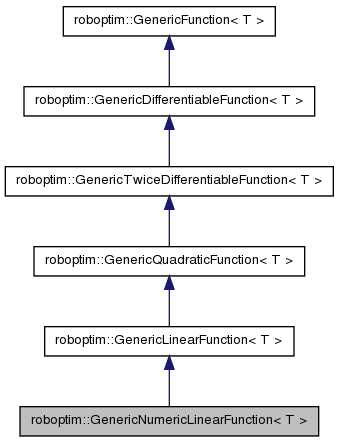 roboptim::GenericFunction< T >
roboptim::GenericDifferentiableFunction< T >
roboptim::GenericTwiceDifferentiableFunction< T >
roboptim::GenericQuadraticFunction< T >
roboptim::GenericLinearFunction< T >
roboptim::GenericNumericLinearFunction< T >